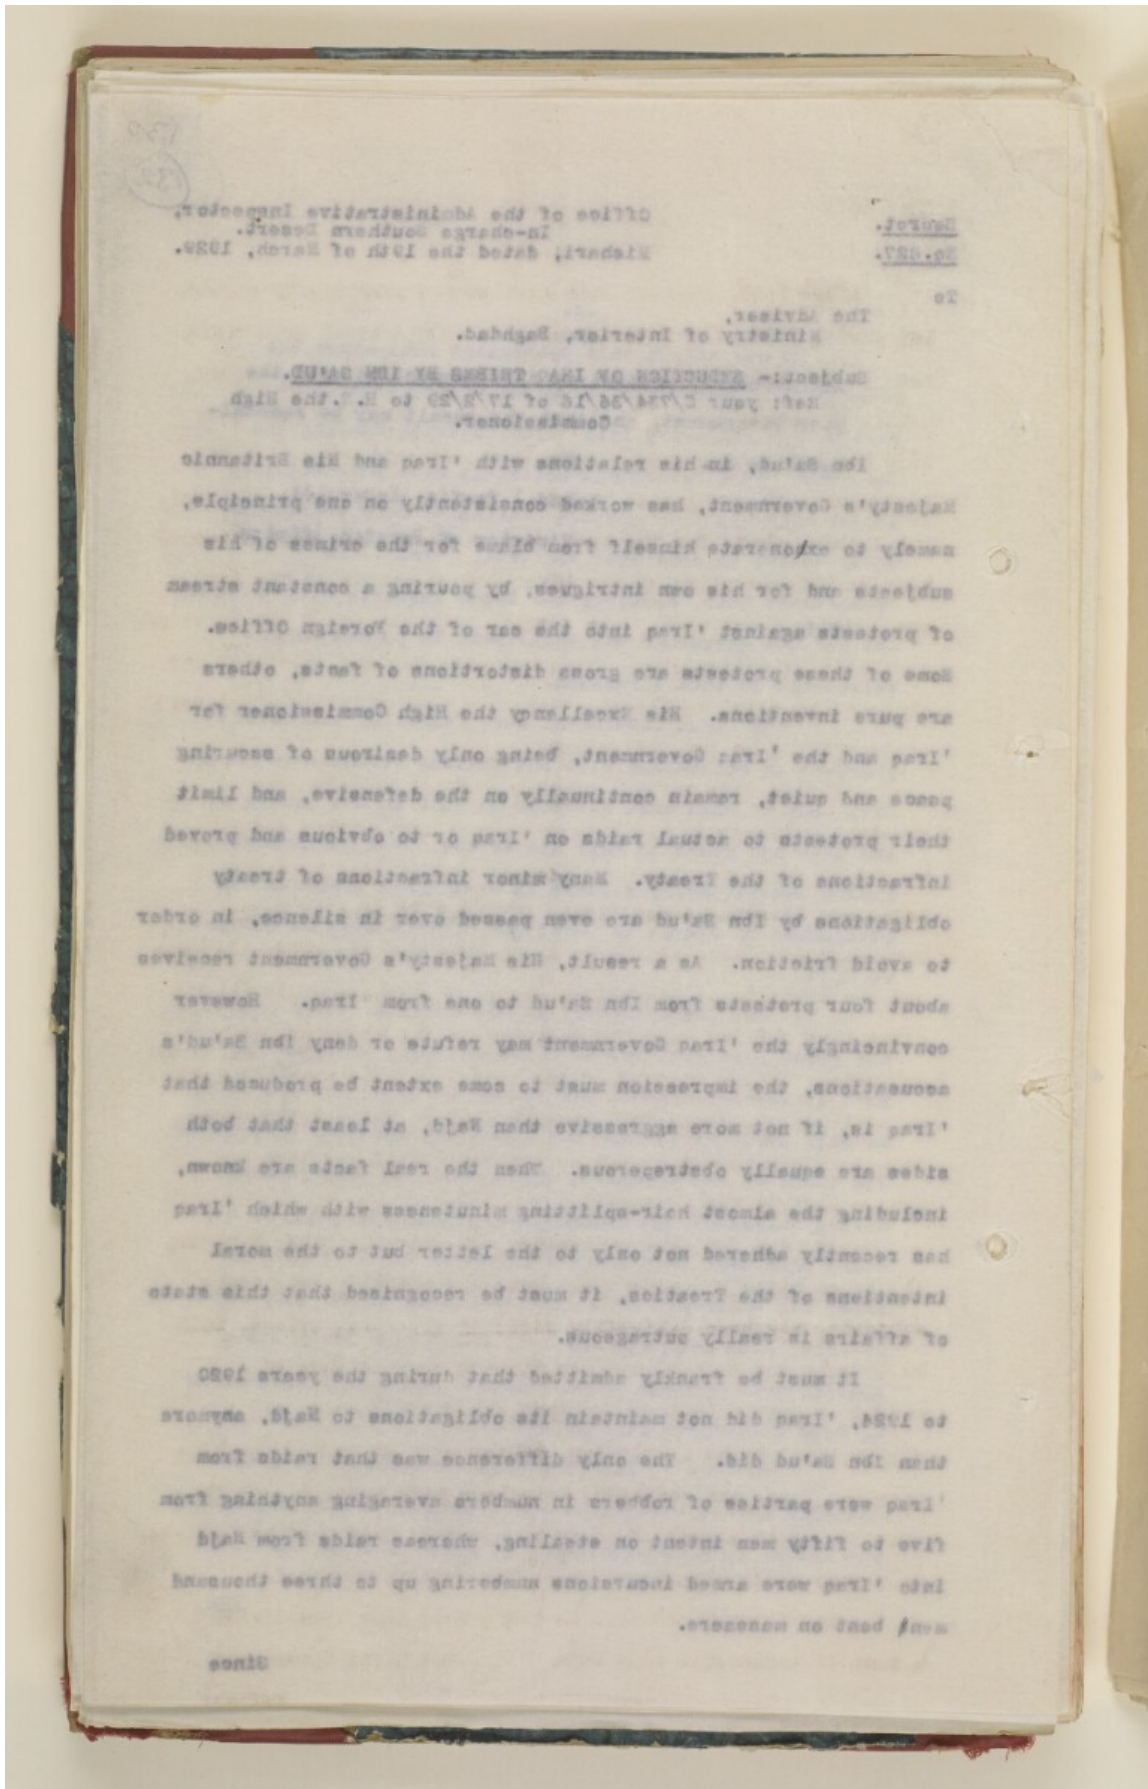 Secret.
No.627.
Office of the Administrative Inspector,
In-charge Southern Desert.
dated the 19th of March, 1929.
To
The Adviser,
Ministry of Interior, Baghdad.
Subject:- SEDUCTION OF IRAQ TRIBES BY IBN SA'UD.
Ref: your C/734/36/16 of 17/2/29 to H.E. the High
Commissioner.
Ibn Sa'ud, in his relations with 'Iraq and His Britannic
Majesty's Government, has worked consistently on one principle,
namely to exonerate himself from blame for the crimes of his
subjects and for his own intrigues, by pouring a constant stream
of protests against 'Iraq into the ear of the Foreign Office.
Some of these protests are gross distortions of facts, others
are pure inventions. His Excellency the High Commissioner for
'Iraq and the 'Iraq Government, being only desirous of securing
peace and quiet, remain continually on the defensive, and limit
their protests to actual raids on 'Iraq or to obvious and proved
infractions of the Treaty. Many minor infractions of treaty
obligations by Ibn Sa'ud are even passed over in silence, in order
to avoid friction. As a result, His Majesty's Government receives
about four protests from Ibn Sa'ud to one from 'Iraq. However
convincingly the 'Iraq Government may refute or deny Ibn Sa'ud's
accusations, the impression must to some extent be produced that
'Iraq is, if not more aggressive than Najd, at least that both
sides are equally obstreperous. When the real facts are known,
including the almost hair-splitting minuteness with which 'Iraq
has recently adhered not only to the letter but to the moral
intentions of the Treaties, it must be recognised that this state
of affairs is really outrageous.
It must be frankly admitted that during the years 1920
to 1924, 'Iraq did not maintain its obligations to Najd, anymore
than Ibn Sa'ud did. The only difference was that raids from
'Iraq were parties of robbers in numbers averaging anything from
five to fifty men intent on stealing, whereas raids from Najd
into 'Iraq were armed incursions numbering up to three thousand
men bent on massacre.
Since